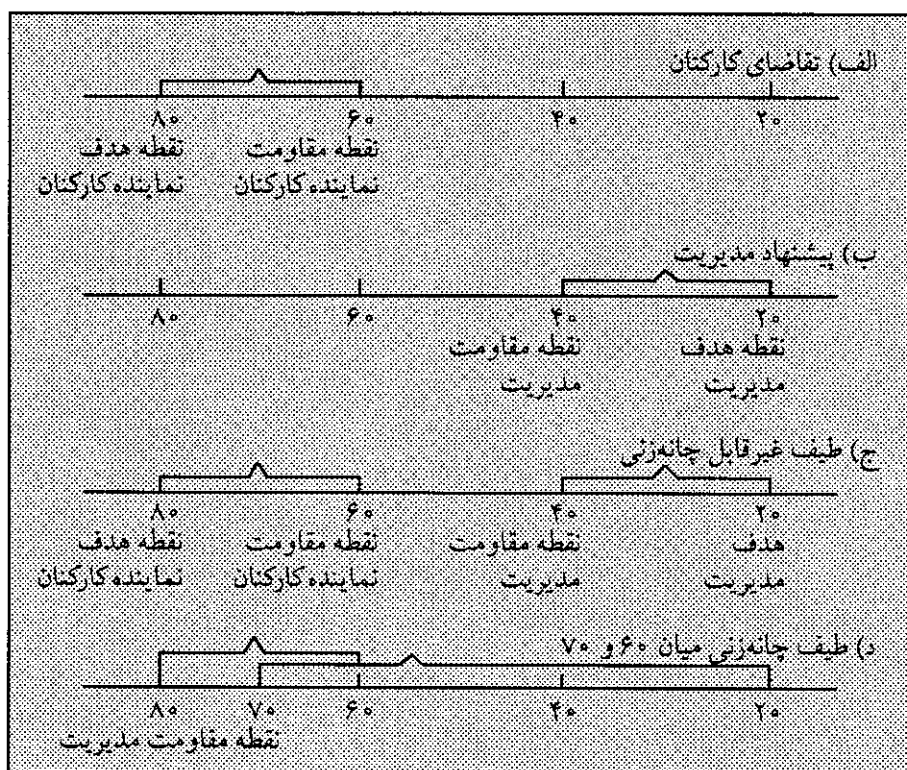 الف) تقاضای کارکنان
۲۰ ۴۰ ۶۰ ۸۰
نقطه مقاومت نقطه هدف
نماینده کارکنان نماینده کارکنان
ب) پیشنهاد مدیریت
۲۰ ۴۰ ۶۰ ۸۰
نقطه هدف نقطه مقاومت
مدیریت مدیریت
ج) طیف غیرقابل چانه‌زنی
۲۰ ۴۰ ۶۰ ۸۰
هدف نقطه مقاومت نقطه مقاومت نقطه هدف
مدیریت مدیریت نماینده کارکنان نماینده کارکنان
د) طیف چانه‌زنی میان ۶۰ و ۷۰
۲۰ ۴۰ ۶۰ ۷۰ ۸۰
نقطه مقاومت مدیریت